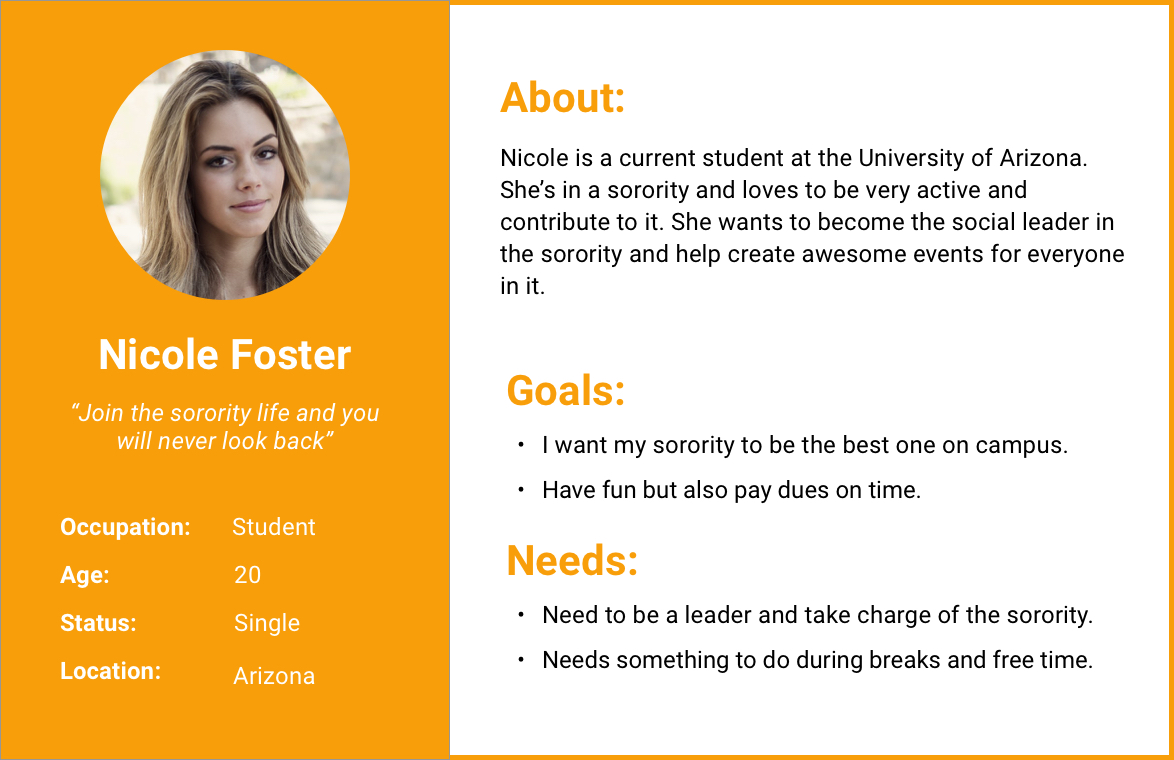 Nicole Foster
“Join the sorority life and you
will never look back”
Occupation: Student
Age: 20
Status: Single
Location: Arizona
About:
Nicole is a current student at the University of Arizona.
She’s in a sorority and loves to be very active and
contribute to it. She wants to become the social leader in
the sorority and help create awesome events for everyone
in it.
Goals:
• I want my sorority to be the best one on campus.
• Have fun but also pay dues on time.
Needs:
• Need to be a leader and take charge of the sorority.
• Needs something to do during breaks and free time.